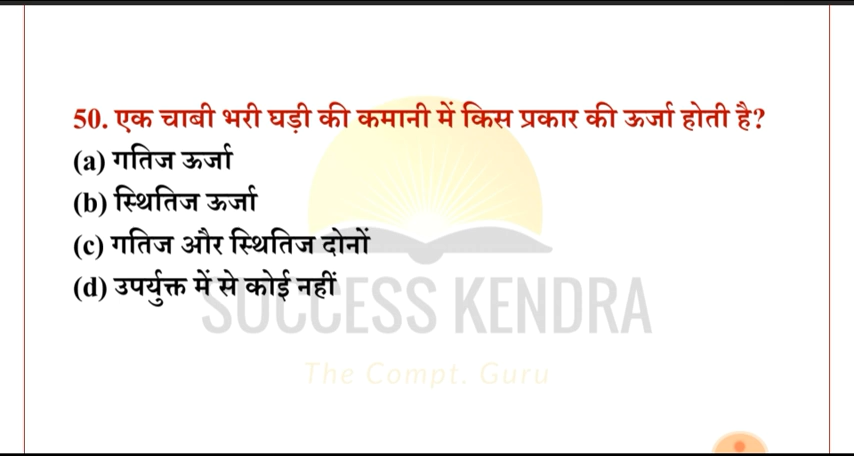 50. एक चाबी भरी घड़ी की कमानी में किस प्रकार की ऊर्जा होती है?
(a) गतिज ऊर्जा
(b) स्थितिज ऊर्जा
(c) गतिज और स्थितिज दोनों
(d) उपर्युक्त में से कोई नहीं
SUCCESS KENDRA
The Compt. Guru